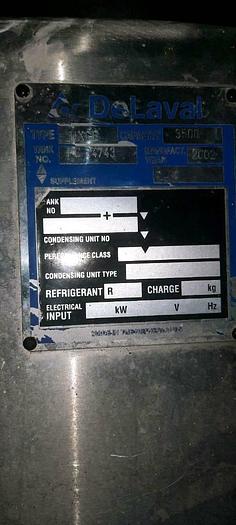 DeLaval
TYPE CAPACITY 3500
TANK NO. MANUFACT. YEAR 2002
SUPPLEMENT
TANK NO
+
CONDENSING UNIT NO
PERFORMANCE CLASS
CONDENSING UNIT TYPE
REFRIGERANT R CHARGE kg
ELECTRICAL INPUT kW V Hz